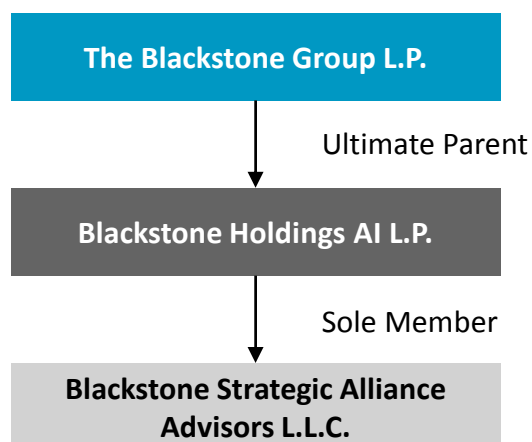 The Blackstone Group L.P.
Ultimate Parent
Blackstone Holdings AI L.P.
Sole Member
Blackstone Strategic Alliance
Advisors L.L.C.